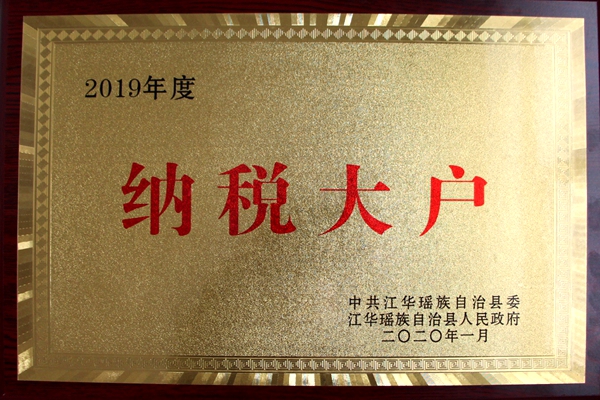 2019年度
纳税大户
中共江华瑶族自治县委
江华瑶族自治县人民政府
二〇二〇年一月